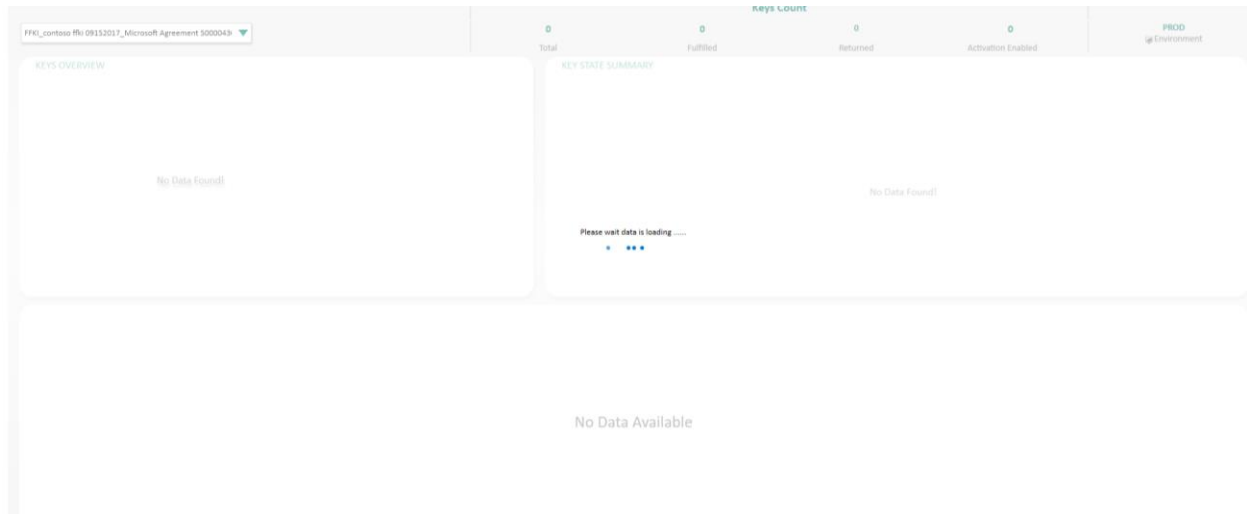 Keys Count
FFKI_contoso ffki 09152017_Microsoft Agreement
0
Total
0
Fulfilled
0
Returned
0
Activation Enabled
PROD
Environment
KEYS OVERVIEW
No Data Found!
KEY STATE SUMMARY
No Data Found!
Please wait data is loading ......
No Data Available